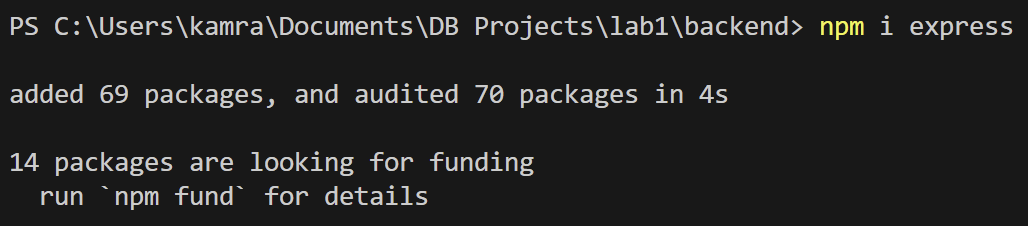 PS C:\Users\kamra\Documents\DB Projects\lab1\backend> npm i express
added 69 packages, and audited 70 packages in 4s
14 packages are looking for funding
  run `npm fund` for details